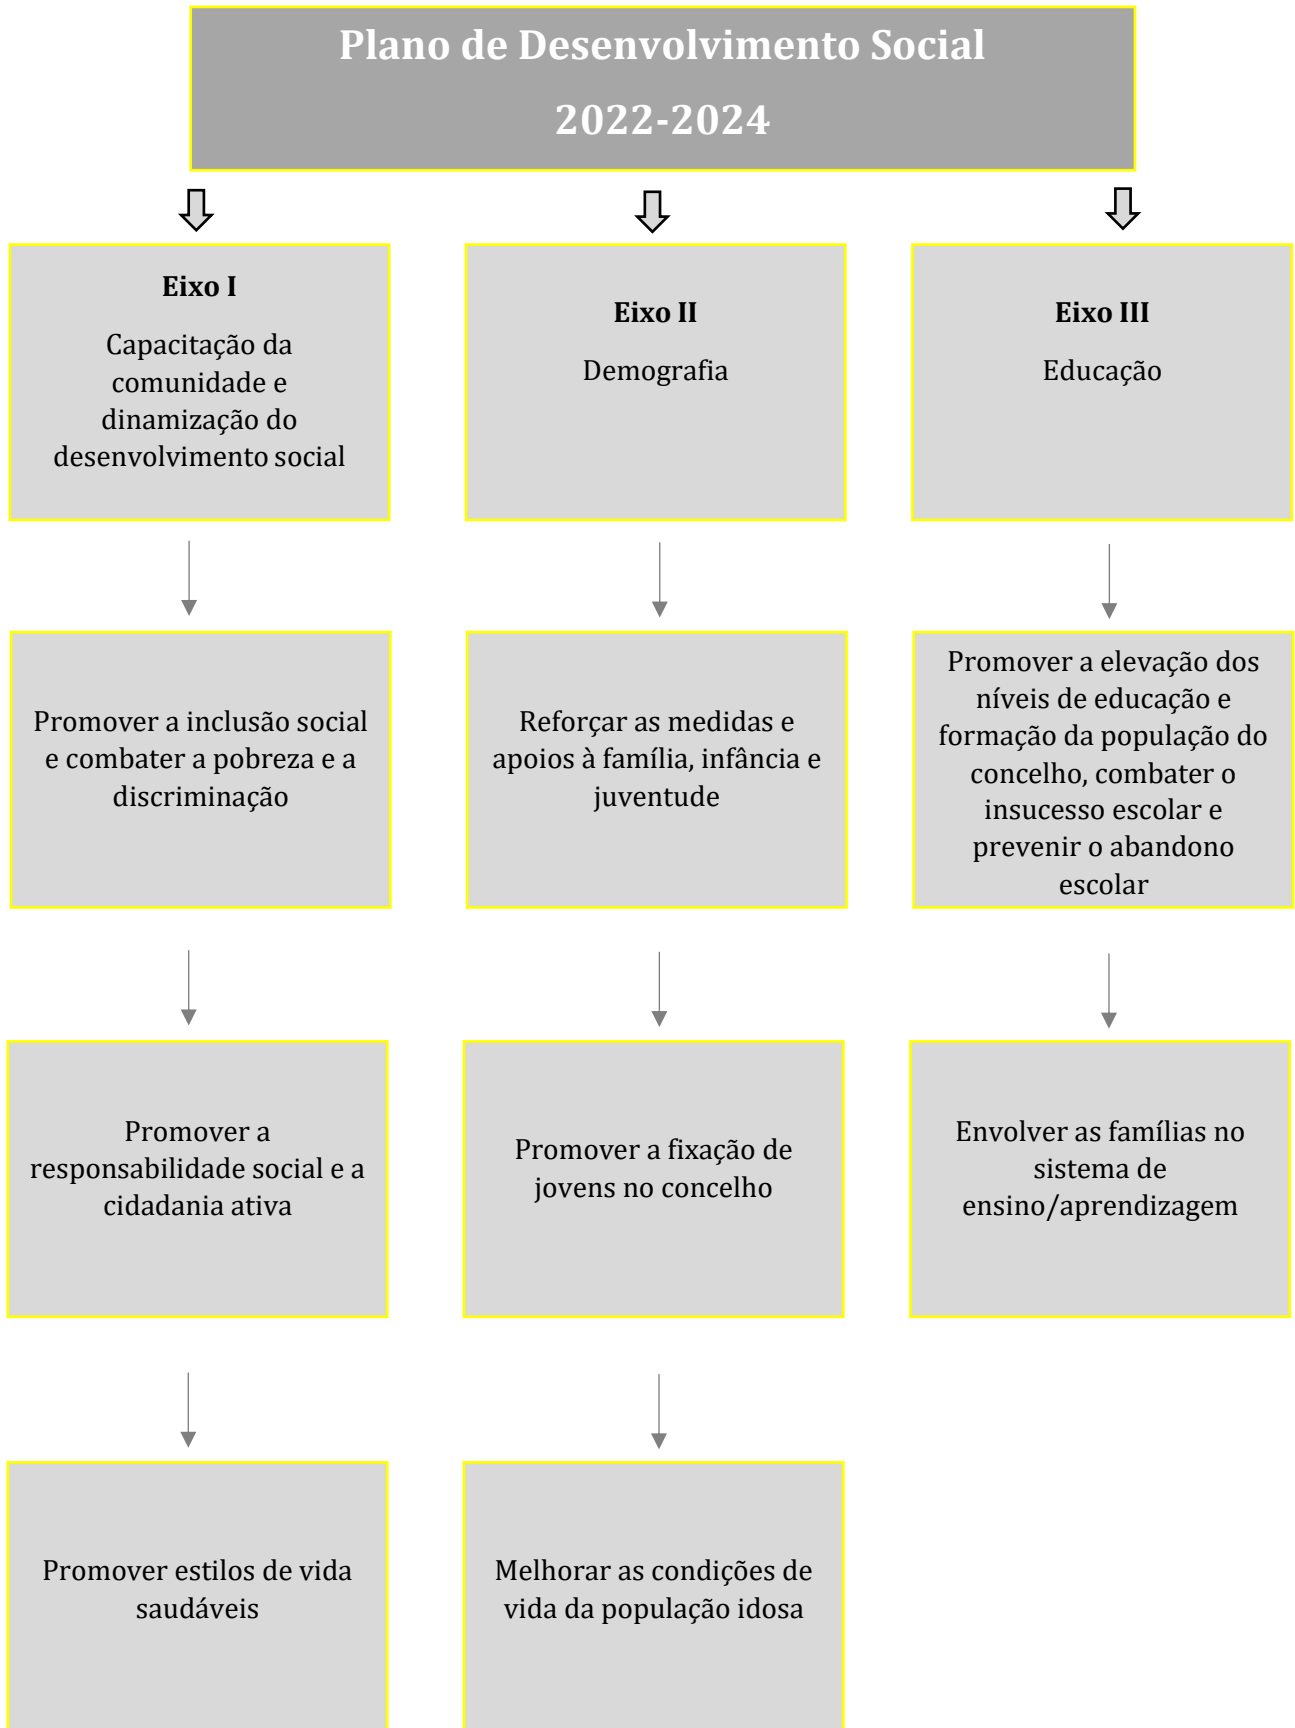 Plano de Desenvolvimento Social
2022-2024
Eixo I
Capacitação da
comunidade e
dinamização do
desenvolvimento social
Eixo II
Demografia
Eixo III
Educação
Promover a inclusão social
e combater a pobreza e a
discriminação
Reforçar as medidas e
apoios à família, infância e
juventude
Promover a elevação dos
níveis de educação e
formação da população do
concelho, combater o
insucesso escolar e
prevenir o abandono
escolar
Promover a
responsabilidade social e a
cidadania ativa
Promover a fixação de
jovens no concelho
Envolver as famílias no
sistema de
ensino/aprendizagem
Promover estilos de vida
saudáveis
Melhorar as condições de
vida da população idosa